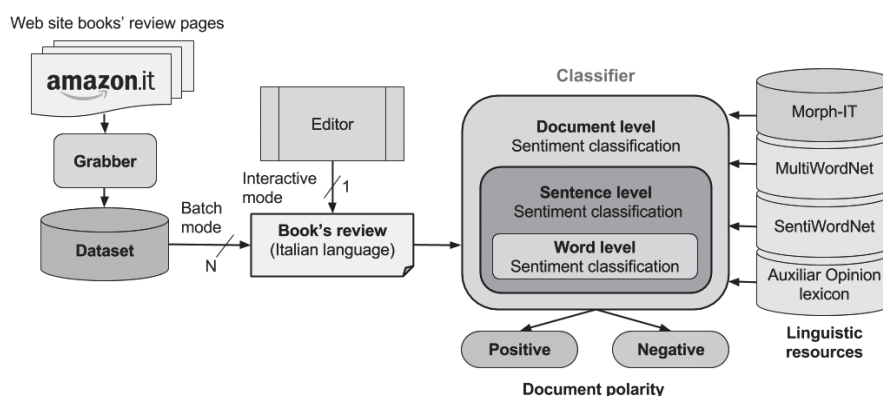 Web site books' review pages
amazon.it
Grabber
Dataset
Batch
mode
N
Editor
Interactive
mode
1
Book's review
(Italian language)
Classifier
Document level
Sentiment classification
Sentence level
Sentiment classification
Word level
Sentiment classification
Positive
Negative
Document polarity
Morph-IT
MultiWordNet
SentiWordNet
Auxiliar Opinion
lexicon
Linguistic
resources